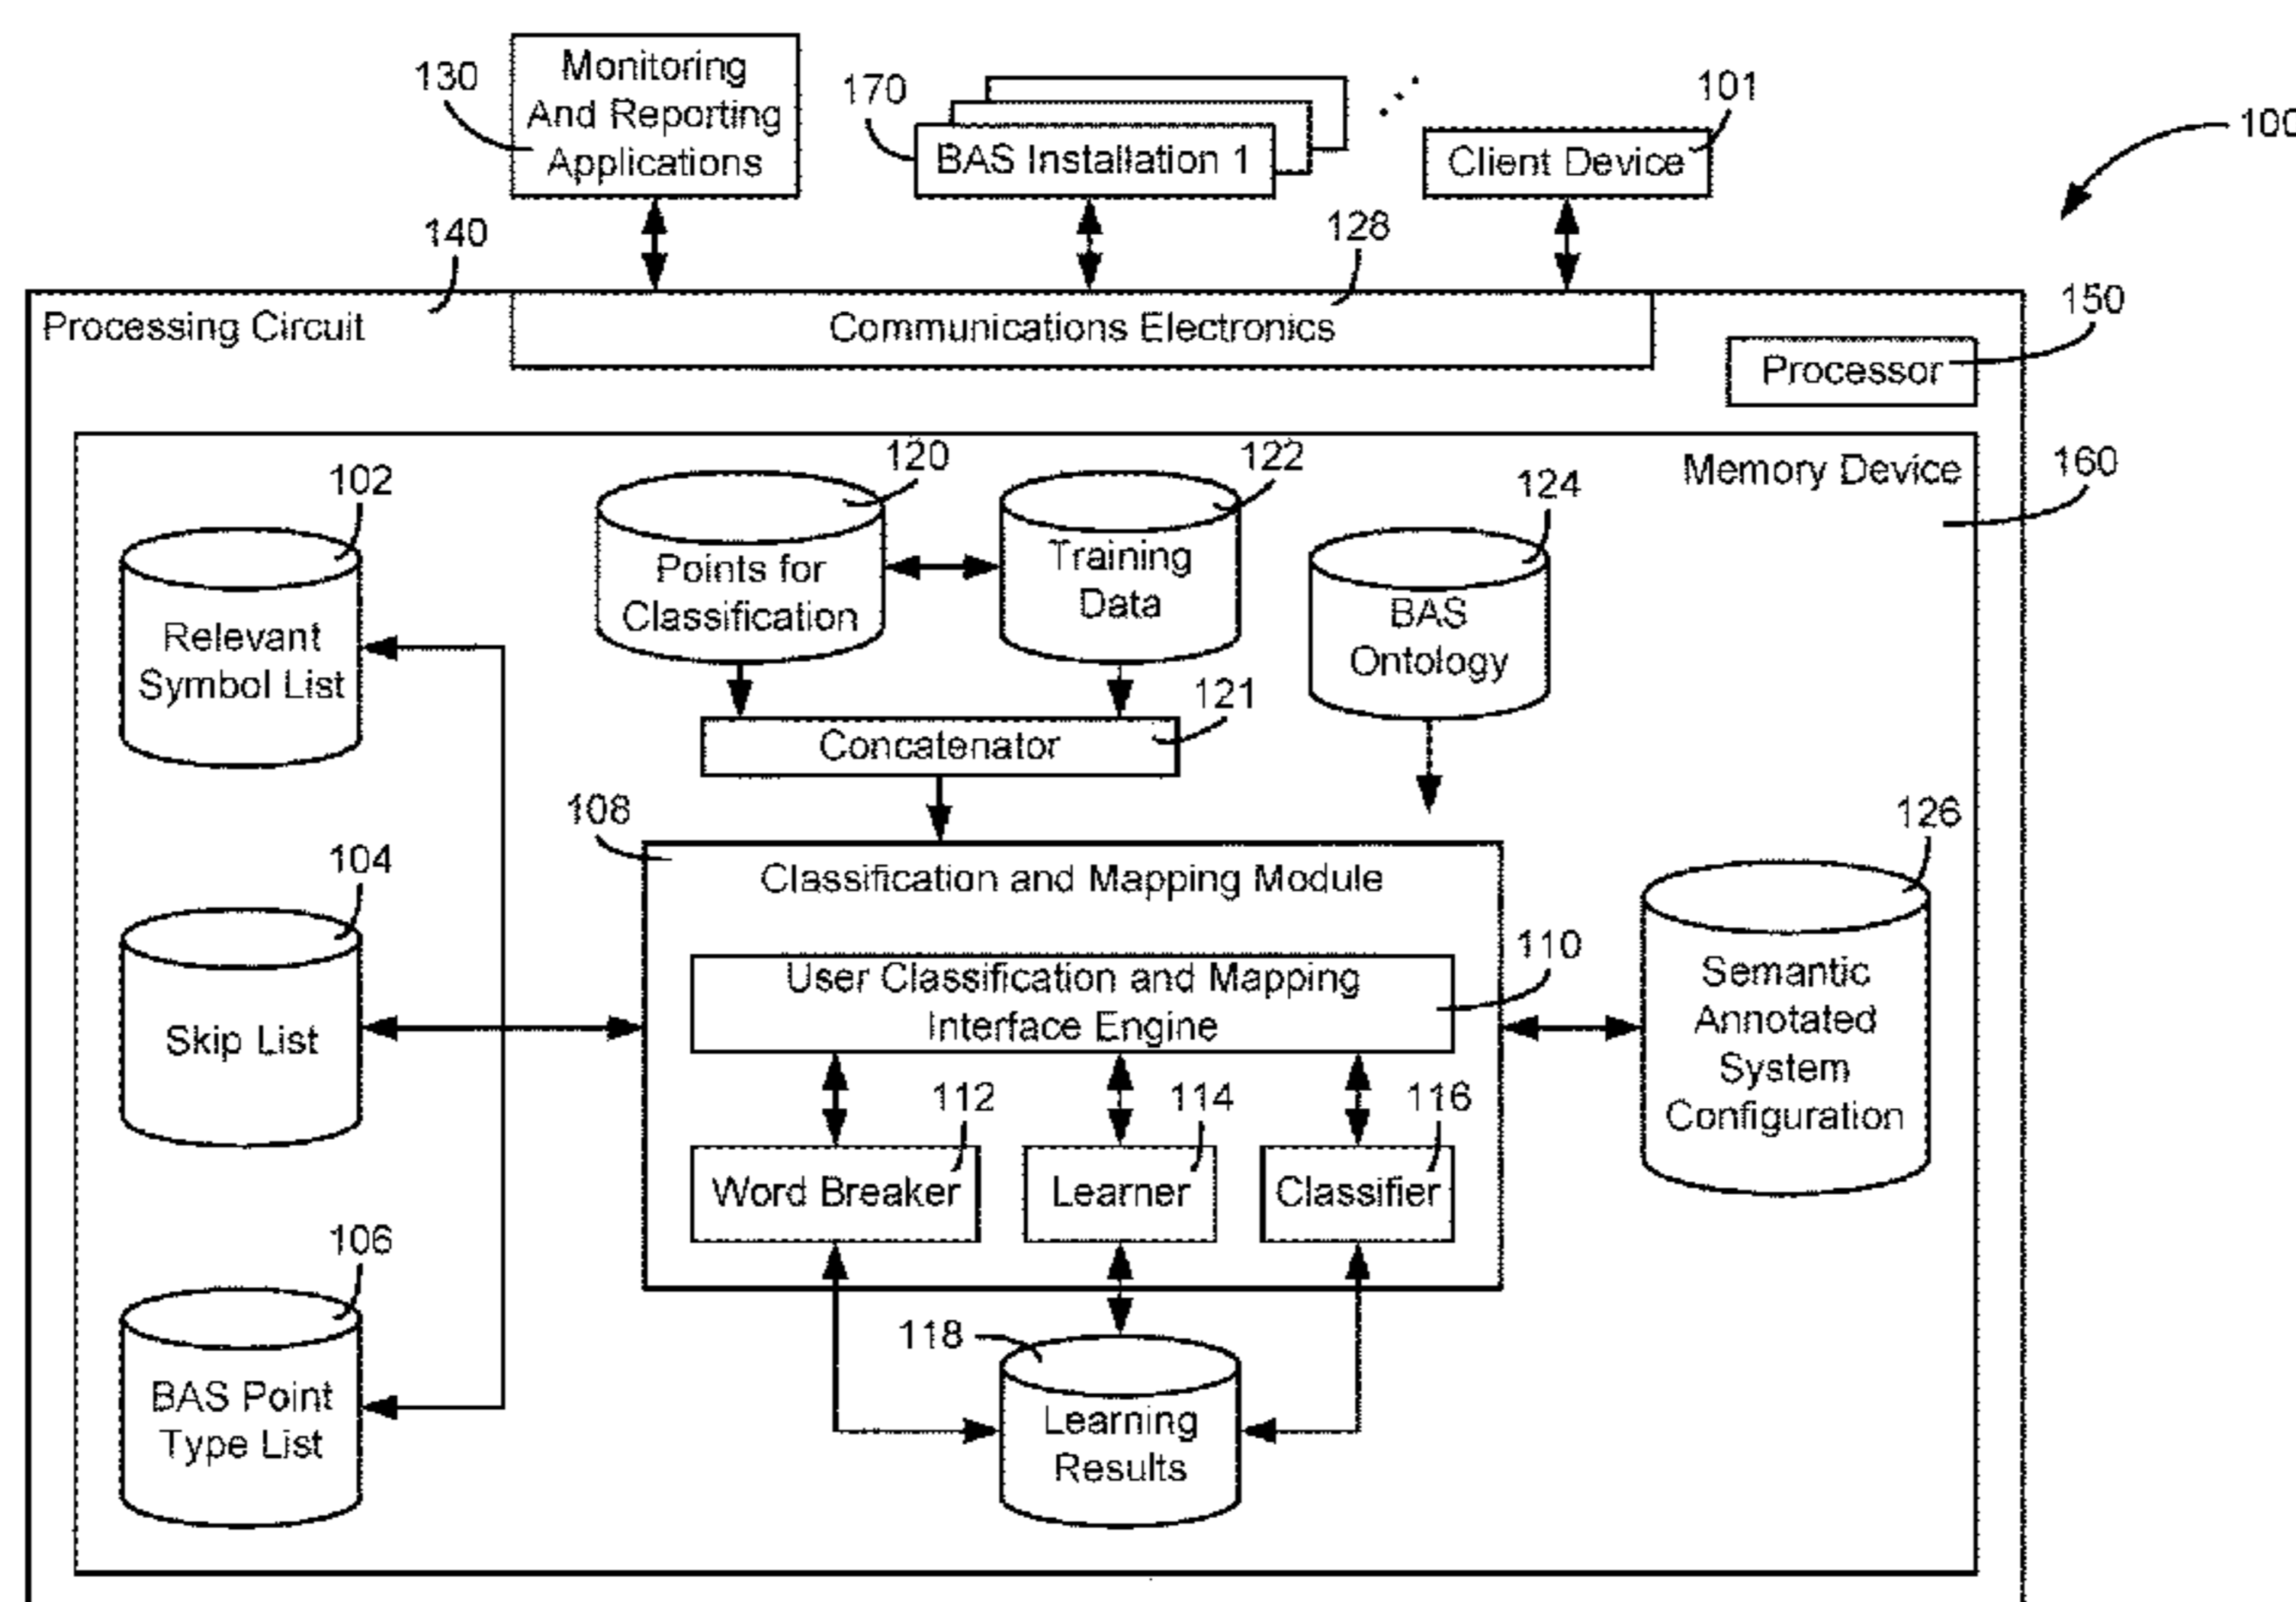 130
Monitoring
And Reporting
Applications
170
BAS Installation 1
101
Client Device
100
140
128
Processing Circuit
Communications Electronics
150
Processor
Memory Device
160
102
Relevant
Symbol List
120
Points for
Classification
122
Training
Data
124
BAS
Ontology
121
Concatenator
108
Classification and Mapping Module
126
Semantic
Annotated
System
Configuration
104
Skip List
110
User Classification and Mapping
Interface Engine
112
Word Breaker
114
Learner
116
Classifier
106
BAS Point
Type List
118
Learning
Results